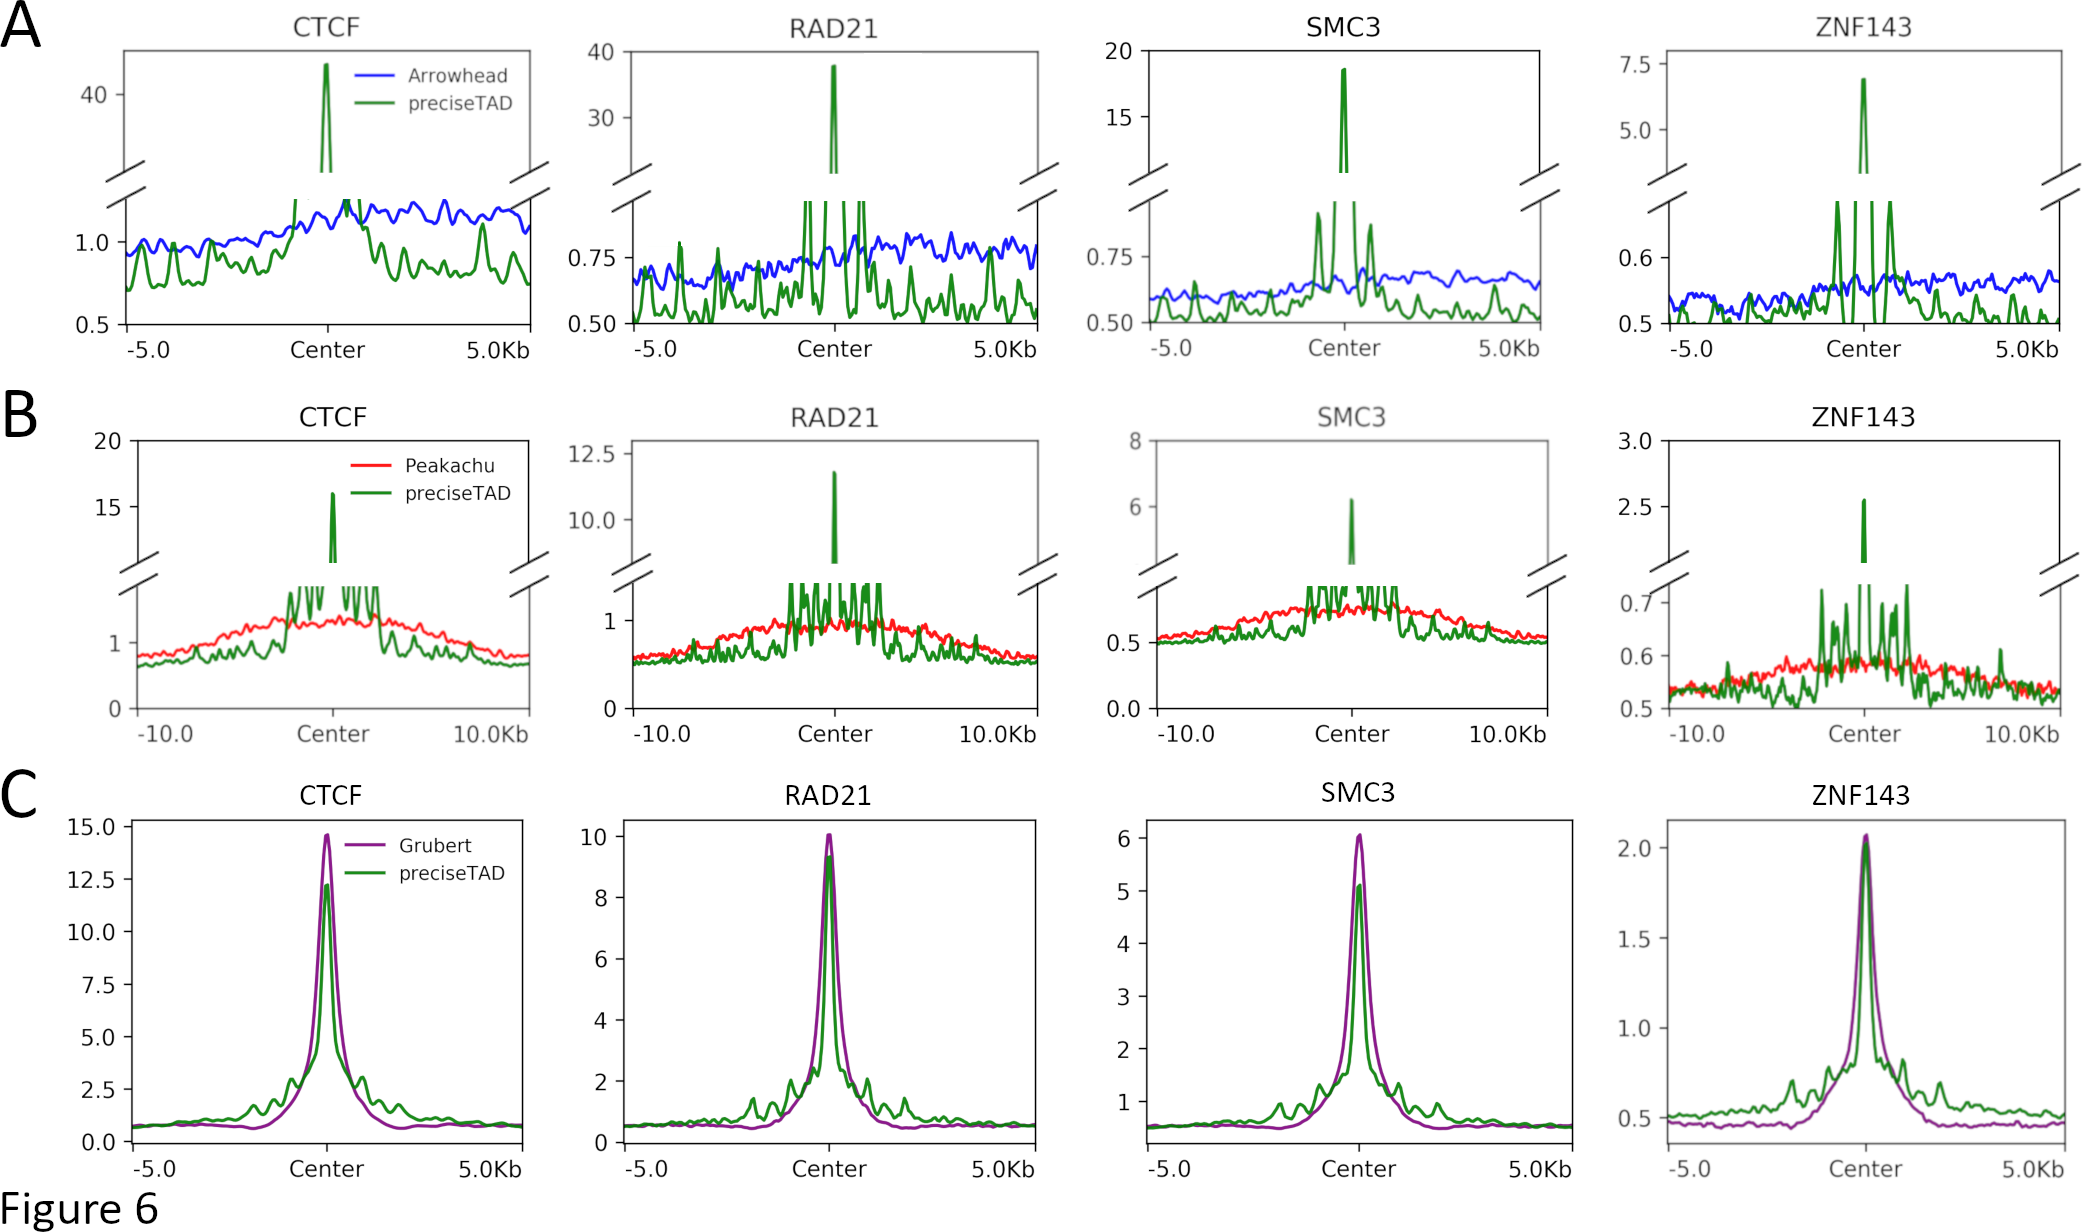 A
CTCF RAD21 SMC3 ZNF143
40
1.0
0.5
Arrowhead
preciseTAD
-5.0 Center 5.0Kb
40
30
0.75
0.50
-5.0 Center 5.0Kb
20
15
0.75
0.50
-5.0 Center 5.0Kb
7.5
5.0
0.6
0.5
-5.0 Center 5.0Kb
B
CTCF RAD21 SMC3 ZNF143
20
15
1
0
Peakachu
preciseTAD
-10.0 Center 10.0Kb
12.5
10.0
1
0
-10.0 Center 10.0Kb
8
6
0.5
0.0
-10.0 Center 10.0Kb
3.0
2.5
0.7
0.6
0.5
-10.0 Center 10.0Kb
C
CTCF RAD21 SMC3 ZNF143
15.0
12.5
10.0
7.5
5.0
2.5
0.0
Grubert
preciseTAD
-5.0 Center 5.0Kb
10
8
6
4
2
0
-5.0 Center 5.0Kb
6
5
4
3
2
1
-5.0 Center 5.0Kb
2.0
1.5
1.0
0.5
-5.0 Center 5.0Kb
Figure 6